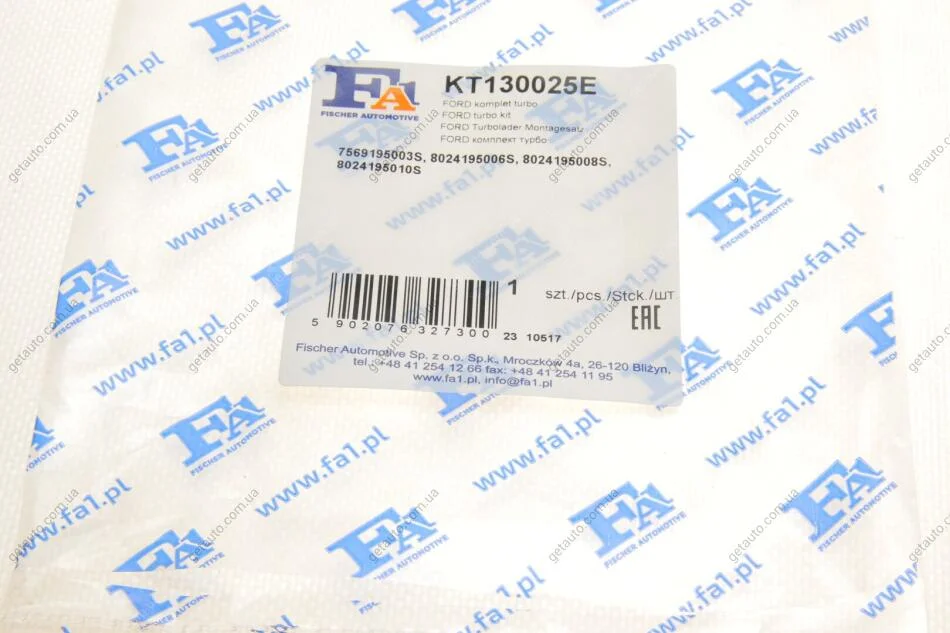 FA1
FISCHER AUTOMOTIVE
KT130025E
FORD komplet turbo
FORD turbo kit
FORD Turbolader Montagesatz
FORD комплект турбо
7569195003S, 8024195006S, 8024195008S,
8024195010S
1 szt./pcs./Stck./шт.
EAC
5 902076 327300 23 10517
Fischer Automotive Sp. z o.o. Sp.k., Mroczków 4a, 26-120 Bliżyn,
tel.: +48 41 254 12 66 fax: +48 41 254 11 95
www.fa1.pl, info@fa1.pl
www.fa1.pl
FISCHER AUTOMOTIVE
getauto.com.ua